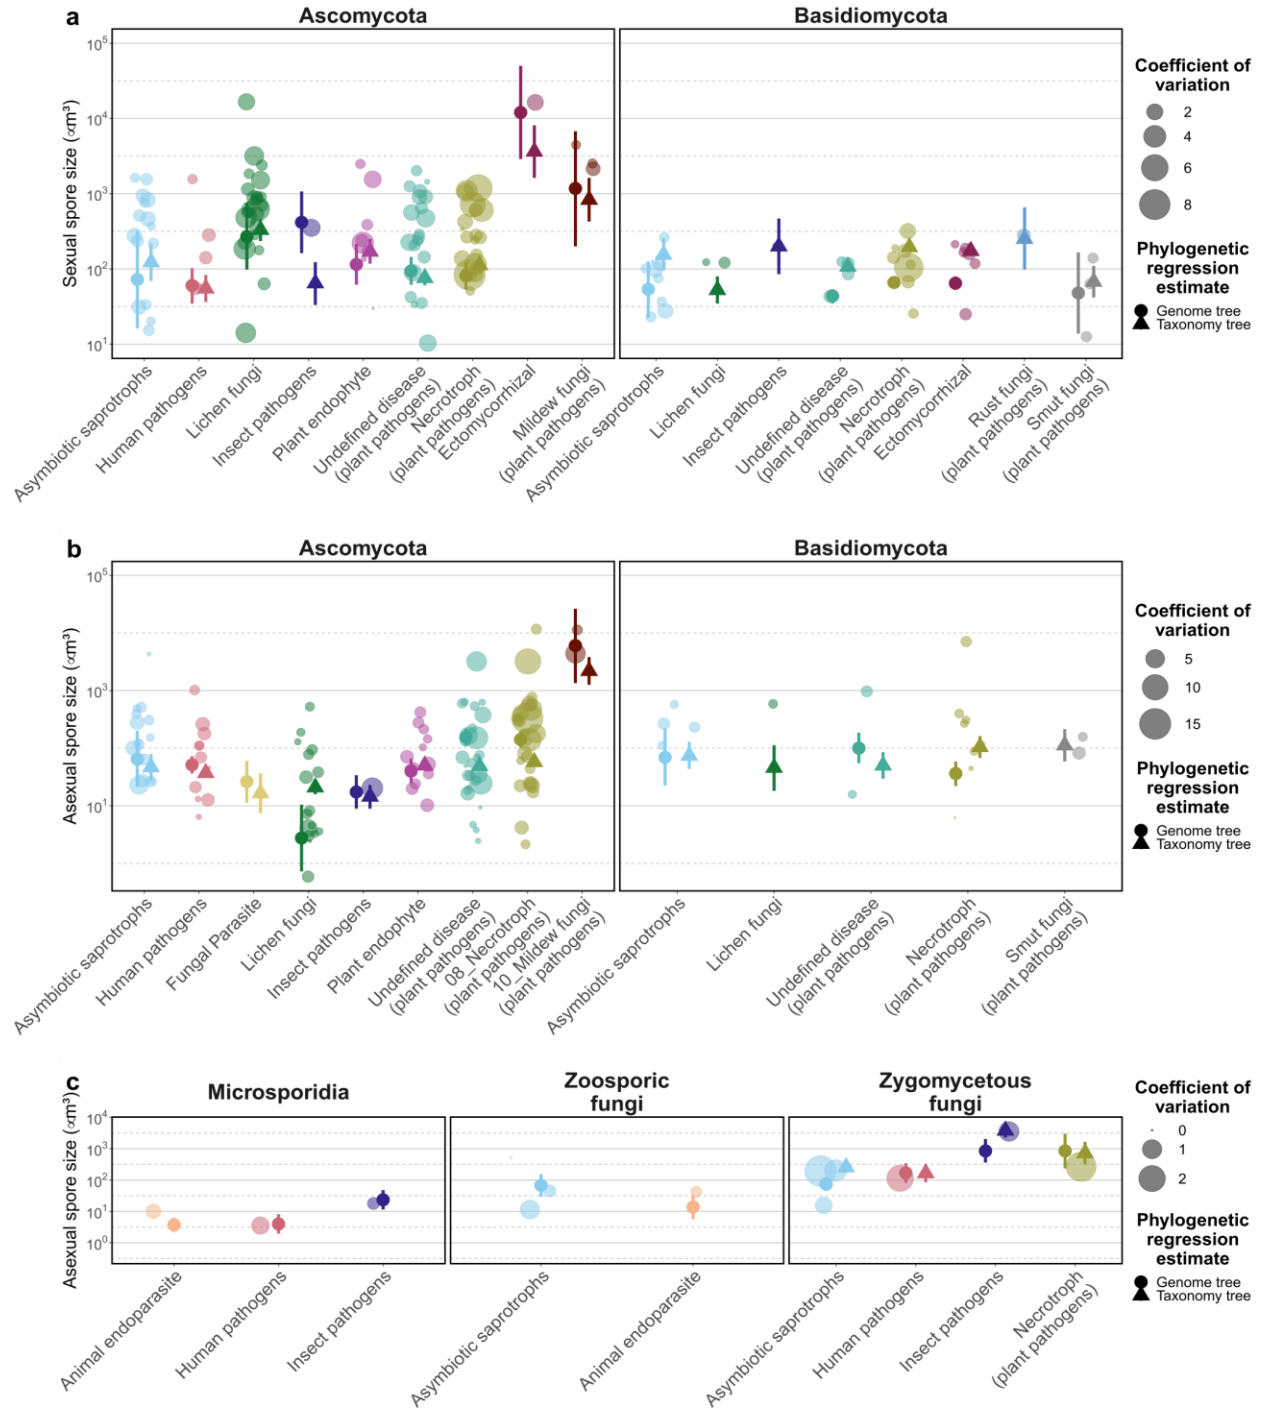 a
Ascomycota
Basidiomycota
Sexual spore size (∝m³)
10⁵
10⁴
10³
10²
10¹
Asymbiotic saprotrophs
Human pathogens
Lichen fungi
Insect pathogens
Plant endophyte
Undefined disease
(plant pathogens)
Necrotroph
(plant pathogens)
Ectomycorrhizal
Mildew fungi
(plant pathogens)
Asymbiotic saprotrophs
Lichen fungi
Insect pathogens
Undefined disease
(plant pathogens)
Necrotroph
(plant pathogens)
Ectomycorrhizal
Rust fungi
(plant pathogens)
Smut fungi
(plant pathogens)
Coefficient of
variation
2
4
6
8
Phylogenetic
regression
estimate
Genome tree
Taxonomy tree
b
Ascomycota
Basidiomycota
Asexual spore size (∝m³)
10⁵
10³
10¹
Asymbiotic saprotrophs
Human pathogens
Fungal Parasite
Lichen fungi
Insect pathogens
Plant endophyte
Undefined disease
(plant pathogens)
08_Necrotroph
(plant pathogens)
10_Mildew fungi
(plant pathogens)
Asymbiotic saprotrophs
Lichen fungi
Undefined disease
(plant pathogens)
Necrotroph
(plant pathogens)
Smut fungi
(plant pathogens)
Coefficient of
variation
5
10
15
Phylogenetic
regression
estimate
Genome tree
Taxonomy tree
c
Microsporidia
Zoosporic
fungi
Zygomycetous
fungi
Asexual spore size (∝m³)
10⁴
10³
10²
10¹
10⁰
Animal endoparasite
Human pathogens
Insect pathogens
Asymbiotic saprotrophs
Animal endoparasite
Asymbiotic saprotrophs
Human pathogens
Insect pathogens
Necrotroph
(plant pathogens)
Coefficient of
variation
0
1
2
Phylogenetic
regression
estimate
Genome tree
Taxonomy tree